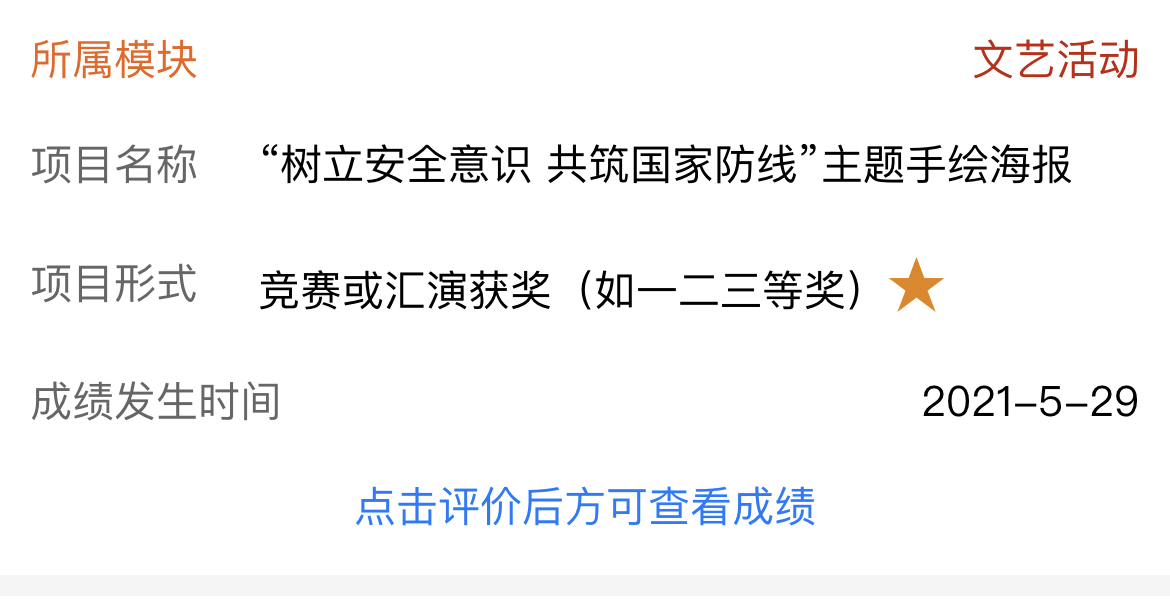 所属模块 文艺活动
项目名称 “树立安全意识 共筑国家防线”主题手绘海报
项目形式 竞赛或汇演获奖（如一二三等奖）
成绩发生时间 2021-5-29
点击评价后方可查看成绩